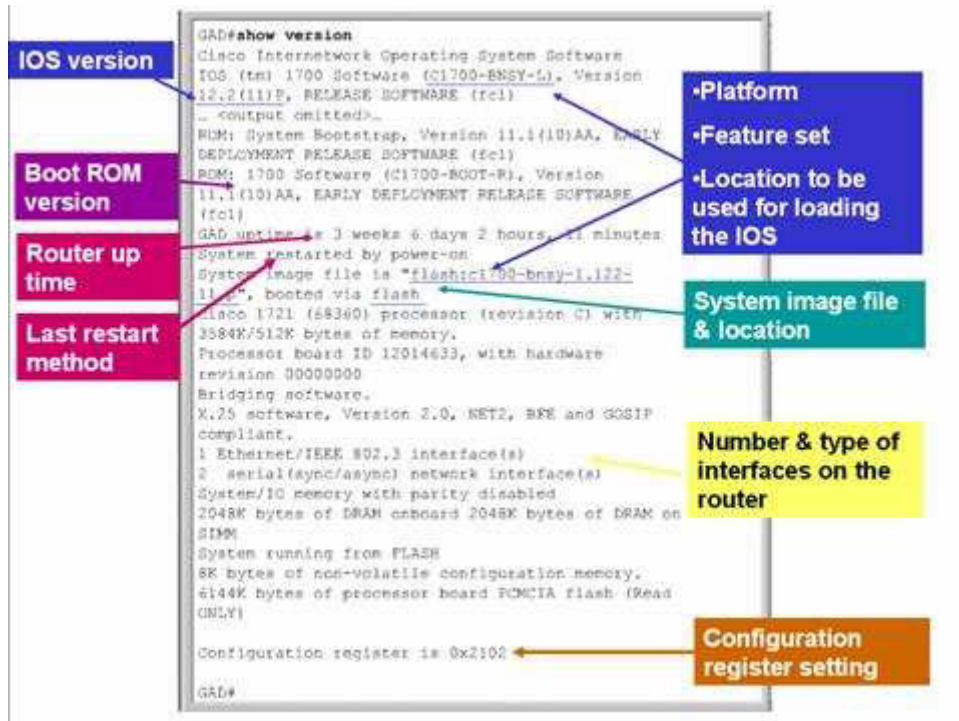 IOS version
Boot ROM
version
Router up
time
Last restart
method
GAD#show version
Cisco Internetwork Operating System Software
IOS (tm) 1700 Software (C1700-BNSY-L), Version
12.2(11)P, RELEASE SOFTWARE (fc1)
… <output omitted>…
ROM: System Bootstrap, Version 11.1(10)AA, EARLY
DEPLOYMENT RELEASE SOFTWARE (fc1)
ROM: 1700 Software (C1700-BOOT-R), Version
11.1(10)AA, EARLY DEPLOYMENT RELEASE SOFTWARE
(fc1)
GAD uptime is 3 weeks 6 days 2 hours, minutes
System restarted by power-on
System image file is "flash:c1700-bnsy-l.122-
11.p", booted via flash
Cisco 1721 (68360) processor (revision C) with
3584K/512K bytes of memory.
Processor board ID 12014633, with hardware
revision 00000000
Bridging software.
X.25 software, Version 2.0, NET2, BFE and GOSIP
compliant.
1 Ethernet/IEEE 802.3 interface(s)
2 serial(sync/async) network interface(s)
System/IO memory with parity disabled
2048K bytes of DRAM onboard 2048K bytes of DRAM on
SIMM
System running from FLASH
8K bytes of non-volatile configuration memory.
6144K bytes of processor board PCMCIA flash (Read
ONLY)
Configuration register is 0x2102
GAD#
•Platform
•Feature set
•Location to be
used for loading
the IOS
System image file
& location
Number & type of
interfaces on the
router
Configuration
register setting